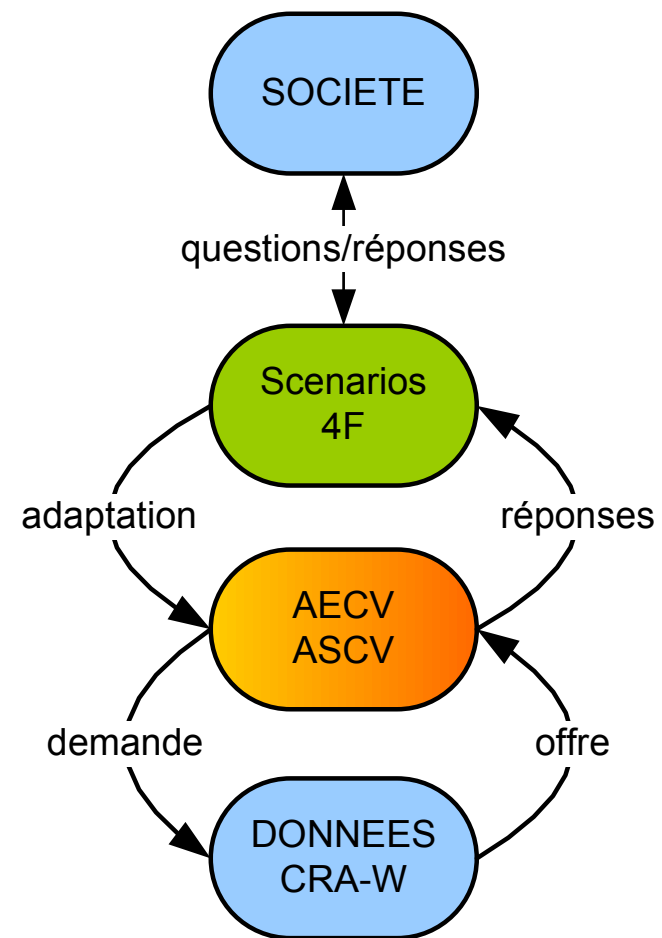 SOCIETE
questions/réponses
Scenarios
4F
adaptation
réponses
AECV
ASCV
demande
offre
DONNEES
CRA-W